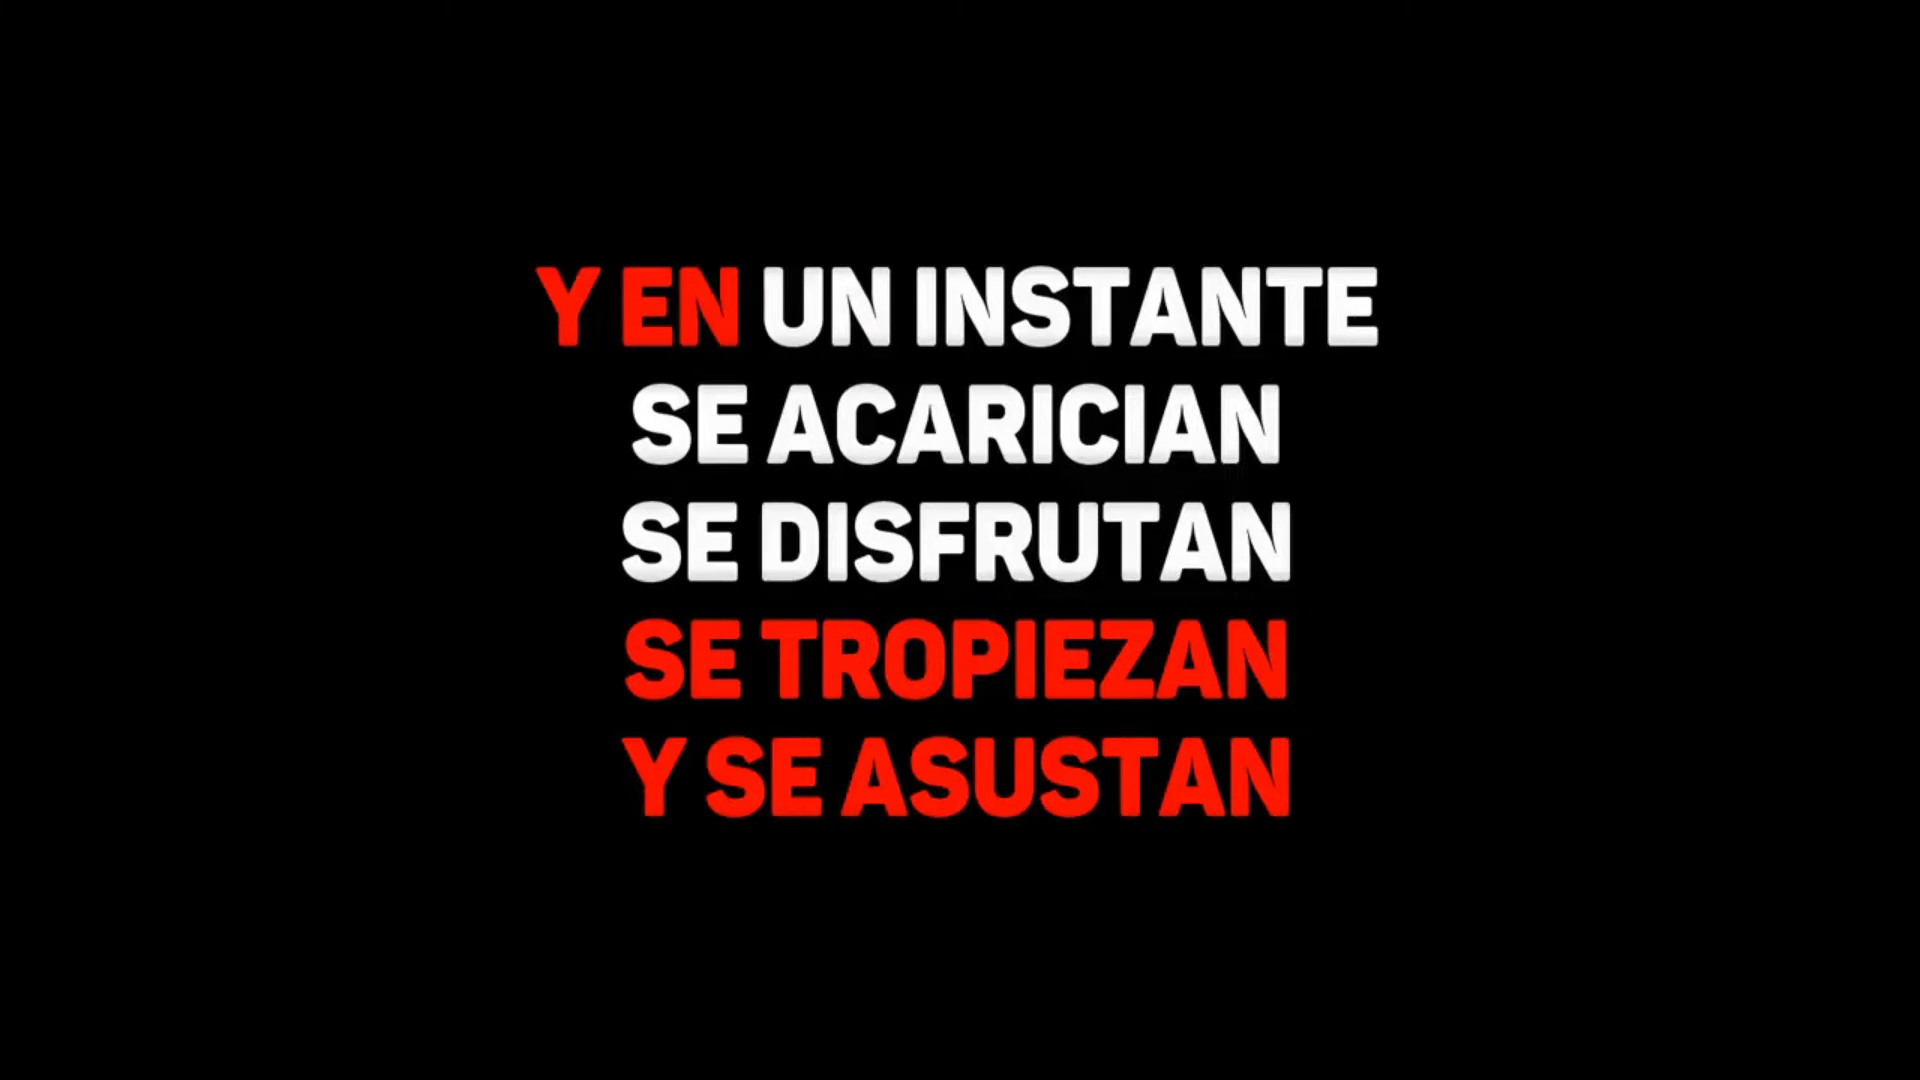 Y EN UN INSTANTE
SE ACARICIAN
SE DISFRUTAN
SE TROPIEZAN
Y SE ASUSTAN